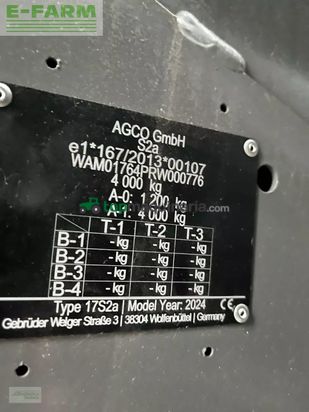 E-FARM
AGCO GmbH
S2a
e1*167/2013*00107
WAM01764PRW000776
4 000 kg
A-0: 1 200 kg
A-1: 4 000 kg
T-1 T-2 T-3
B-1 -kg -kg -kg
B-2 -kg -kg -kg
B-3 -kg -kg -kg
B-4 -kg -kg -kg
Type 17S2a Model Year: 2024 CE
Gebrüder Welger Straße 3 | 38304 Wolfenbüttel | Germany